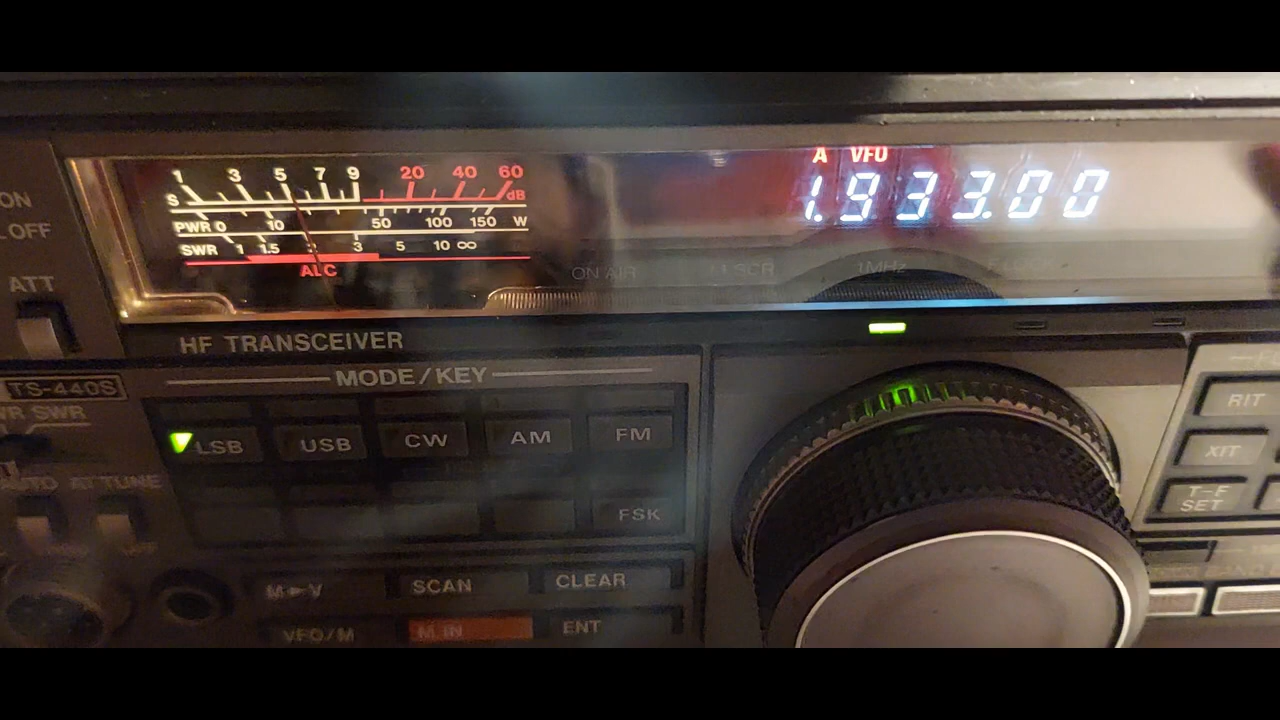 ON
OFF
ATT
1 3 5 7 9 20 40 60
S dB
PWR 0 10 50 100 150 W
SWR 1 1.5 3 5 10 ∞
ALC
A VFO
1.933.00
ON AIR
1MHz
HF TRANSCEIVER
TS-440S
MODE/KEY
SWR
LSB USB CW AM FM
AT TUNE
FSK
M►V SCAN CLEAR
VFO/M M.IN ENT
RIT
XIT
T-F
SET